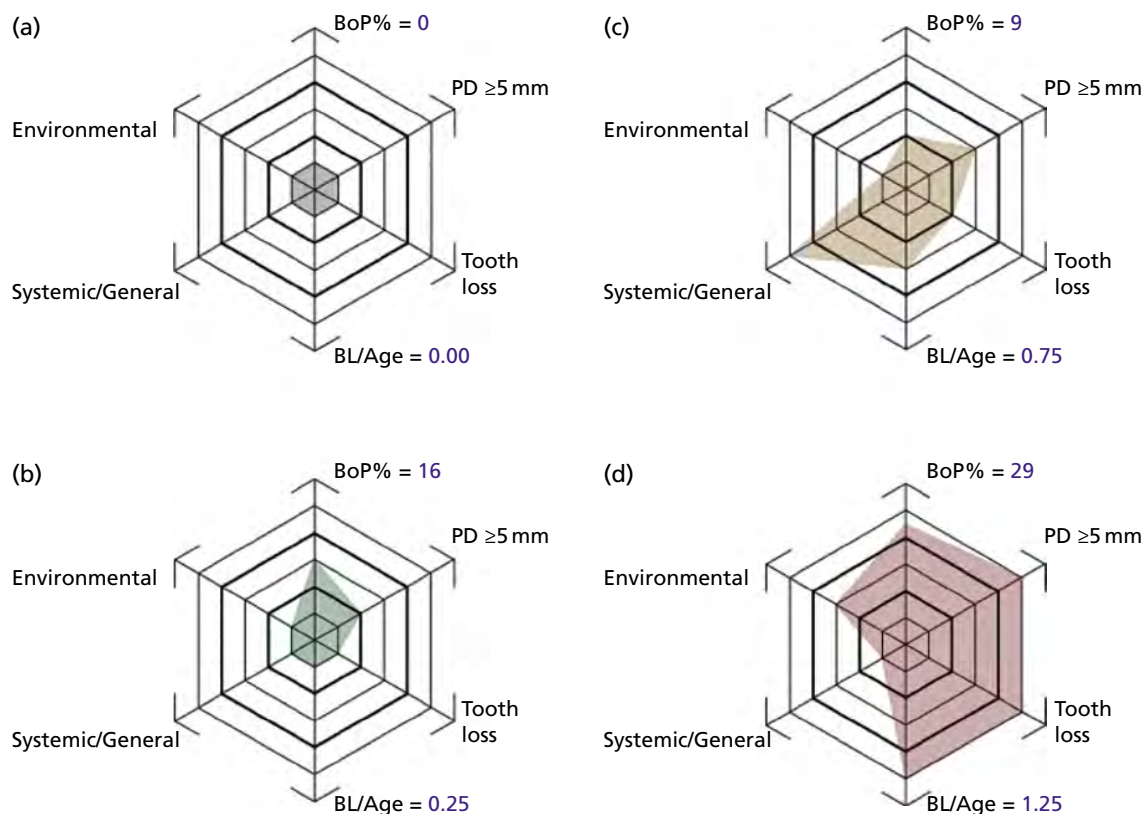 (a)
BoP% = 0
PD ≥5 mm
Environmental
Tooth
loss
Systemic/General
BL/Age = 0.00
(c)
BoP% = 9
PD ≥5 mm
Environmental
Tooth
loss
Systemic/General
BL/Age = 0.75
(b)
BoP% = 16
PD ≥5 mm
Environmental
Tooth
loss
Systemic/General
BL/Age = 0.25
(d)
BoP% = 29
PD ≥5 mm
Environmental
Tooth
loss
Systemic/General
BL/Age = 1.25